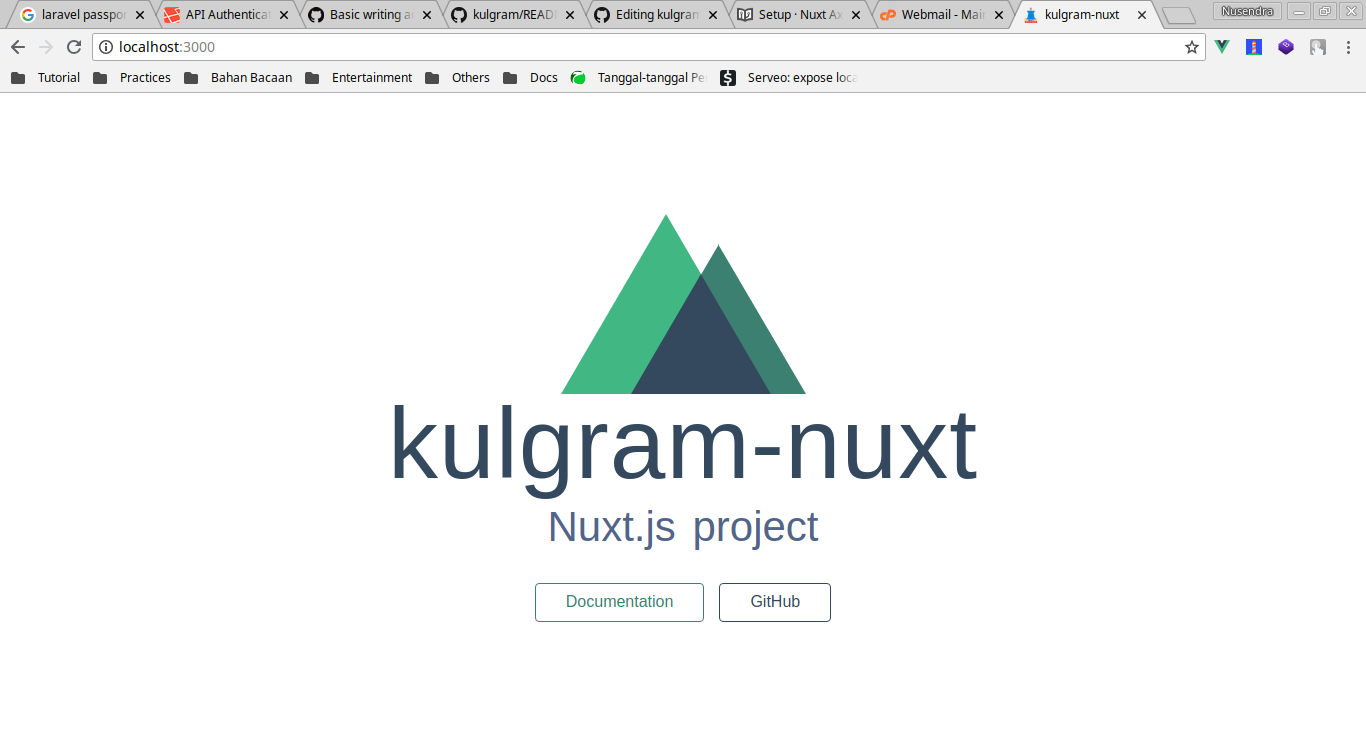 laravel passpo API Authentica Basic writing a kulgram/READ Editing kulgram Setup · Nuxt Ax Webmail - Mai kulgram-nuxt Nusendra
localhost:3000
Tutorial Practices Bahan Bacaan Entertainment Others Docs Tanggal-tanggal Pe Serveo: expose loca
kulgram-nuxt
Nuxt.js project
Documentation GitHub